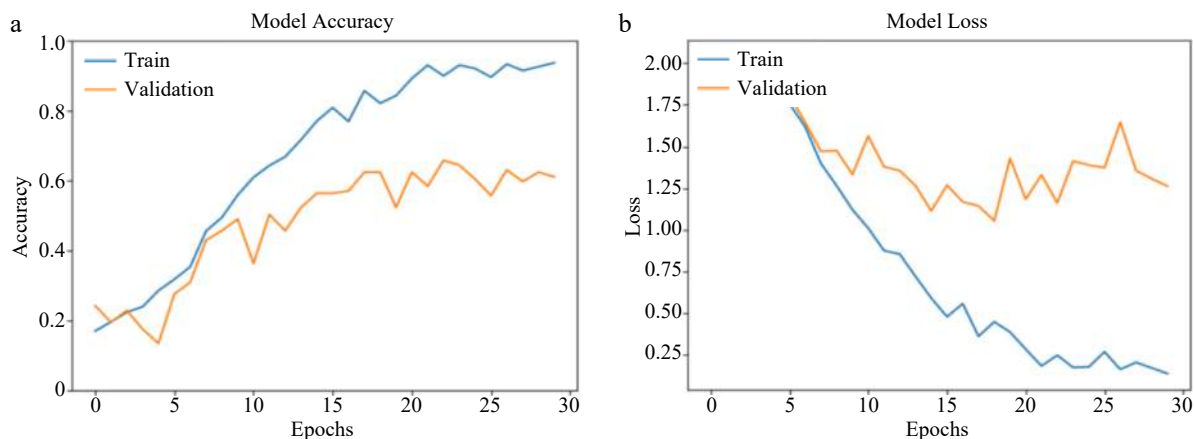 a
Model Accuracy
1.0
0.8
0.6
0.4
0.2
0
Accuracy
Train
Validation
0 5 10 15 20 25 30
Epochs
b
Model Loss
2.00
1.75
1.50
1.25
1.00
0.75
0.50
0.25
Loss
Train
Validation
0 5 10 15 20 25 30
Epochs